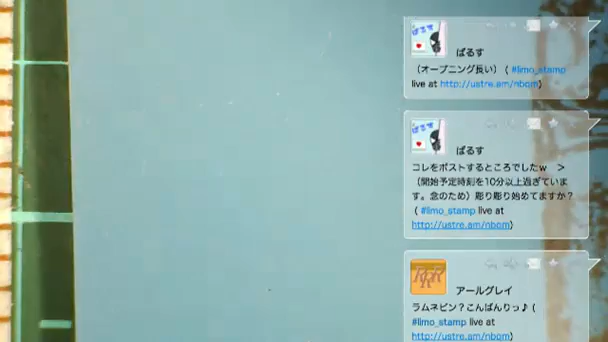 ぱるす
（オープニング長い） ( #limo_stamp
live at http://ustre.am/nbqm)
ぱるす
コレをポストするところでしたｗ　＞
（開始予定時刻を10分以上過ぎていま
す。念のため）彫り彫り始めてますか？
( #limo_stamp live at
http://ustre.am/nbqm)
アールグレイ
ラムネビン？こんばんりっ♪ (
#limo_stamp live at
http://ustre.am/nbqm)